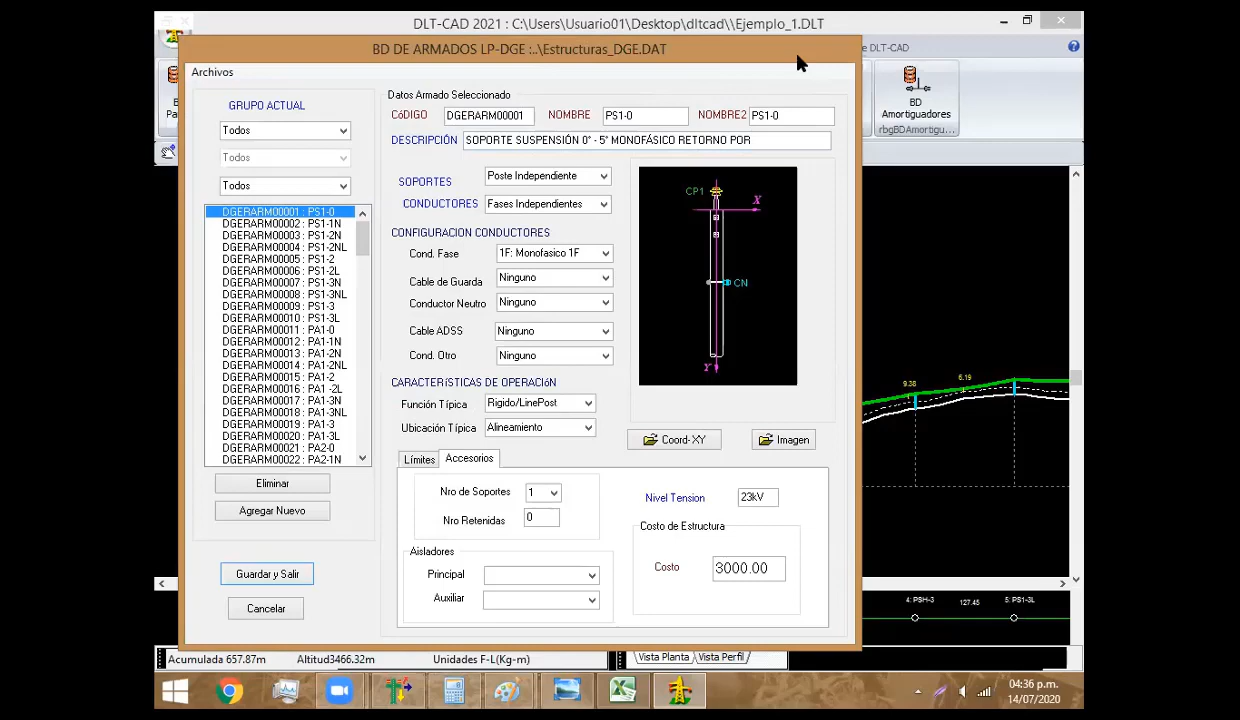 DLT-CAD 2021 : C:\Users\Usuario01\Desktop\dltcad\\Ejemplo_1.DLT
BD DE ARMADOS LP-DGE :..\Estructuras_DGE.DAT
e DLT-CAD
Archivos
BD
Pa
BD
Amortiguadores
rbgBDAmortigu...
GRUPO ACTUAL
Todos
Todos
Todos
DGERARM00001 : PS1-0
DGERARM00002 : PS1-1N
DGERARM00003 : PS1-2N
DGERARM00004 : PS1-2NL
DGERARM00005 : PS1-2
DGERARM00006 : PS1-2L
DGERARM00007 : PS1-3N
DGERARM00008 : PS1-3NL
DGERARM00009 : PS1-3
DGERARM00010 : PS1-3L
DGERARM00011 : PA1-0
DGERARM00012 : PA1-1N
DGERARM00013 : PA1-2N
DGERARM00014 : PA1-2NL
DGERARM00015 : PA1-2
DGERARM00016 : PA1 -2L
DGERARM00017 : PA1-3N
DGERARM00018 : PA1-3NL
DGERARM00019 : PA1-3
DGERARM00020 : PA1-3L
DGERARM00021 : PA2-0
DGERARM00022 : PA2-1N
Eliminar
Agregar Nuevo
Guardar y Salir
Cancelar
Datos Armado Seleccionado
CóDIGO DGERARM00001 NOMBRE PS1-0 NOMBRE2 PS1-0
DESCRIPCIÓN SOPORTE SUSPENSIÓN 0° - 5° MONOFÁSICO RETORNO POR
SOPORTES Poste Independiente
CONDUCTORES Fases Independientes
CONFIGURACION CONDUCTORES
Cond. Fase 1F: Monofasico 1F
Cable de Guarda Ninguno
Conductor Neutro Ninguno
Cable ADSS Ninguno
Cond. Otro Ninguno
CARACTERíSTICAS DE OPERACIóN
Función Típica Rigido/LinePost
Ubicación Típica Alineamiento
CP1
X
CN
Y
Coord-XY
Imagen
Límites Accesorios
Nro de Soportes 1
Nro Retenidas 0
Aisladores
Principal
Auxiliar
Nivel Tension 23kV
Costo de Estructura
Costo 3000.00
9.38
6.19
4: PSH-3 127.45 5: PS1-3L
Acumulada 657.87m Altitud3466.32m Unidades F-L(Kg-m)
Vista Planta Vista Perfil
04:36 p.m.
14/07/2020